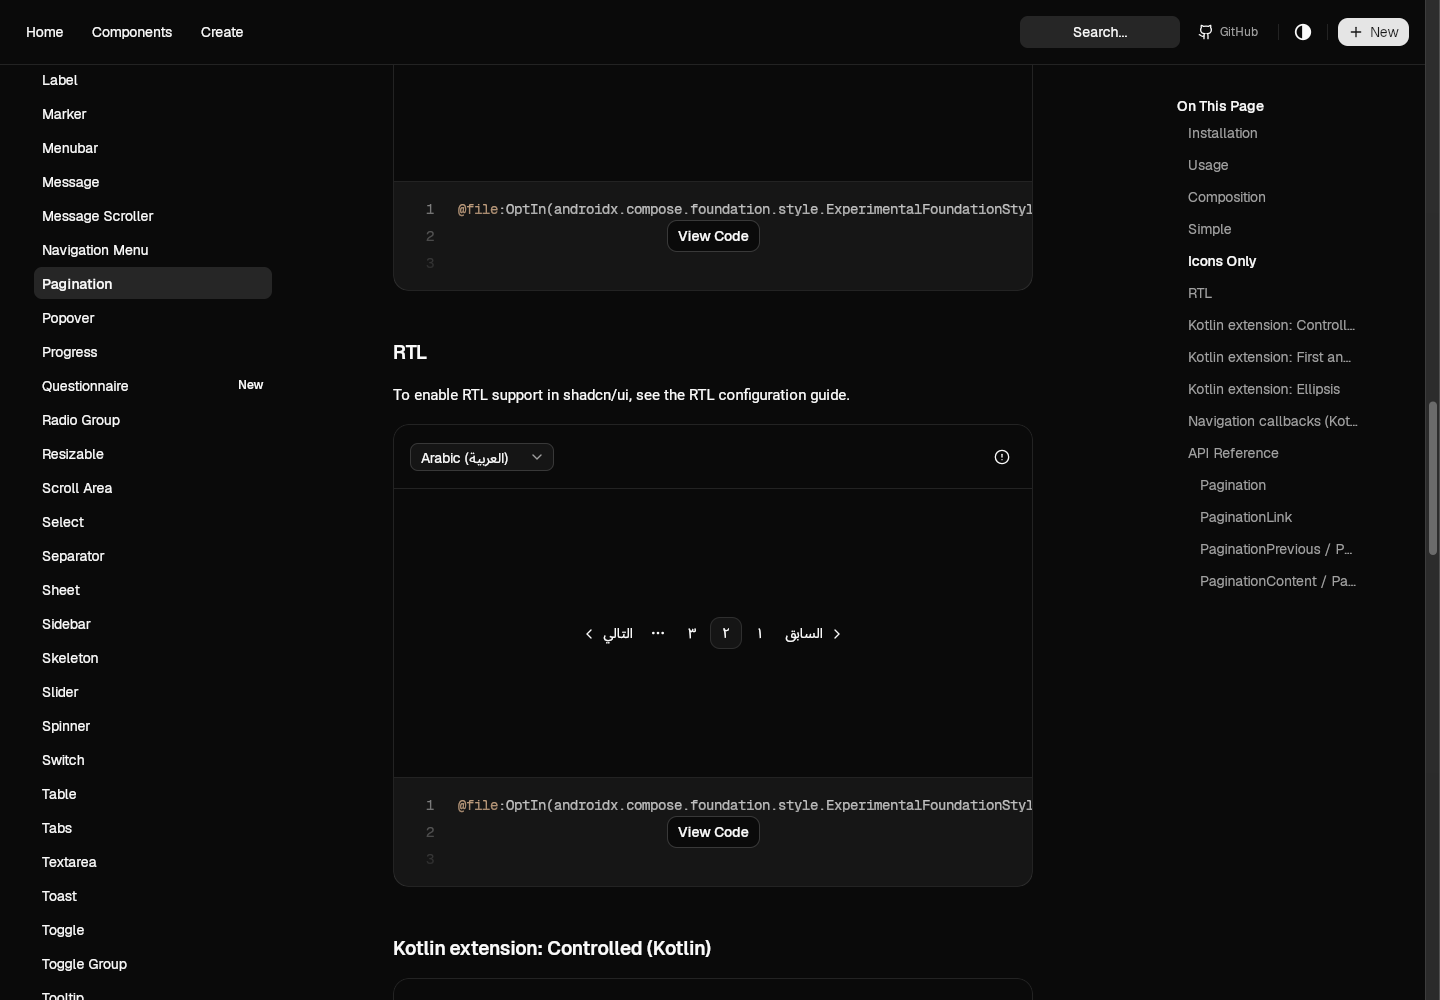 Home
Components
Create
Search...
GitHub
New
Label
Marker
Menubar
Message
Message Scroller
Navigation Menu
Pagination
Popover
Progress
Questionnaire New
Radio Group
Resizable
Scroll Area
Select
Separator
Sheet
Sidebar
Skeleton
Slider
Spinner
Switch
Table
Tabs
Textarea
Toast
Toggle
Toggle Group
Tooltip
1 @file:OptIn(androidx.compose.foundation.style.ExperimentalFoundationStyl
2
View Code
3
RTL
To enable RTL support in shadcn/ui, see the RTL configuration guide.
Arabic (العربية)
السابق ١ ٢ ٣ ••• التالي
1 @file:OptIn(androidx.compose.foundation.style.ExperimentalFoundationStyl
2
View Code
3
Kotlin extension: Controlled (Kotlin)
On This Page
Installation
Usage
Composition
Simple
Icons Only
RTL
Kotlin extension: Controll...
Kotlin extension: First an...
Kotlin extension: Ellipsis
Navigation callbacks (Kot...
API Reference
Pagination
PaginationLink
PaginationPrevious / P...
PaginationContent / Pa...